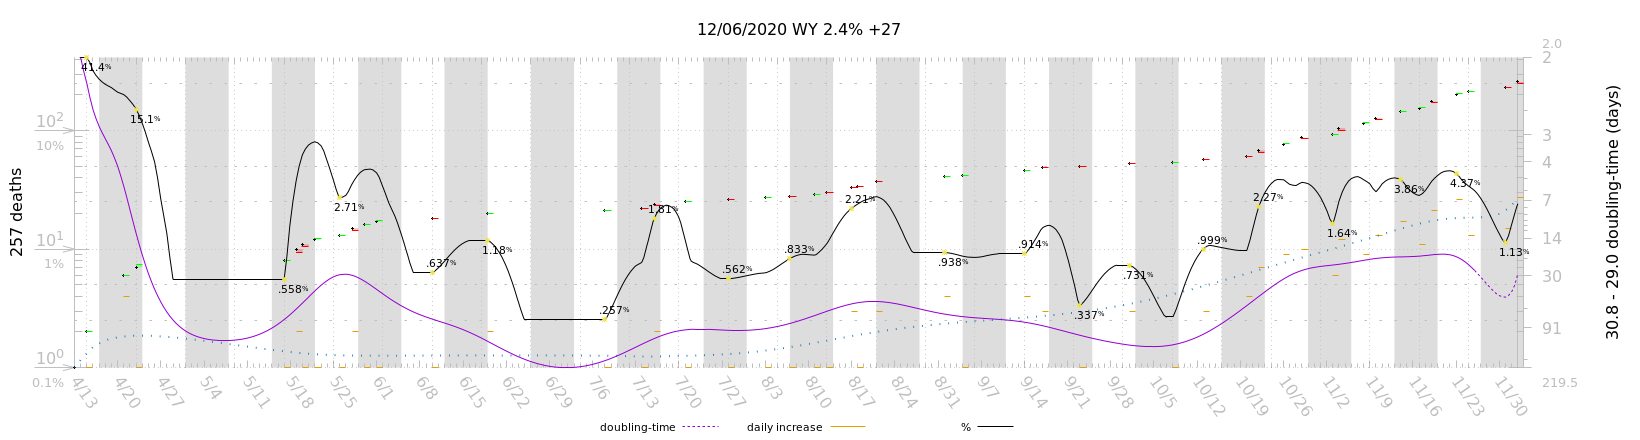 12/06/2020 WY 2.4% +27
2.0
41.4% 2
15.1%
10² 3
10% 4
2.71% 1.81% 2.21% 2.27% 3.86% 4.37% 7
257 deaths
30.8 - 29.0 doubling-time (days)
10¹ .637% 1.18% .833% .938% .914% .999% 1.64% 1.13% 14
1% .558% .562% .731% 30
.257% .337% 91
10⁰
0.1% 219.5
4/13 4/20 4/27 5/4 5/11 5/18 5/25 6/1 6/8 6/15 6/22 6/29 7/6 7/13 7/20 7/27 8/3 8/10 8/17 8/24 8/31 9/7 9/14 9/21 9/28 10/5 10/12 10/19 10/26 11/2 11/9 11/16 11/23 11/30
doubling-time daily increase %